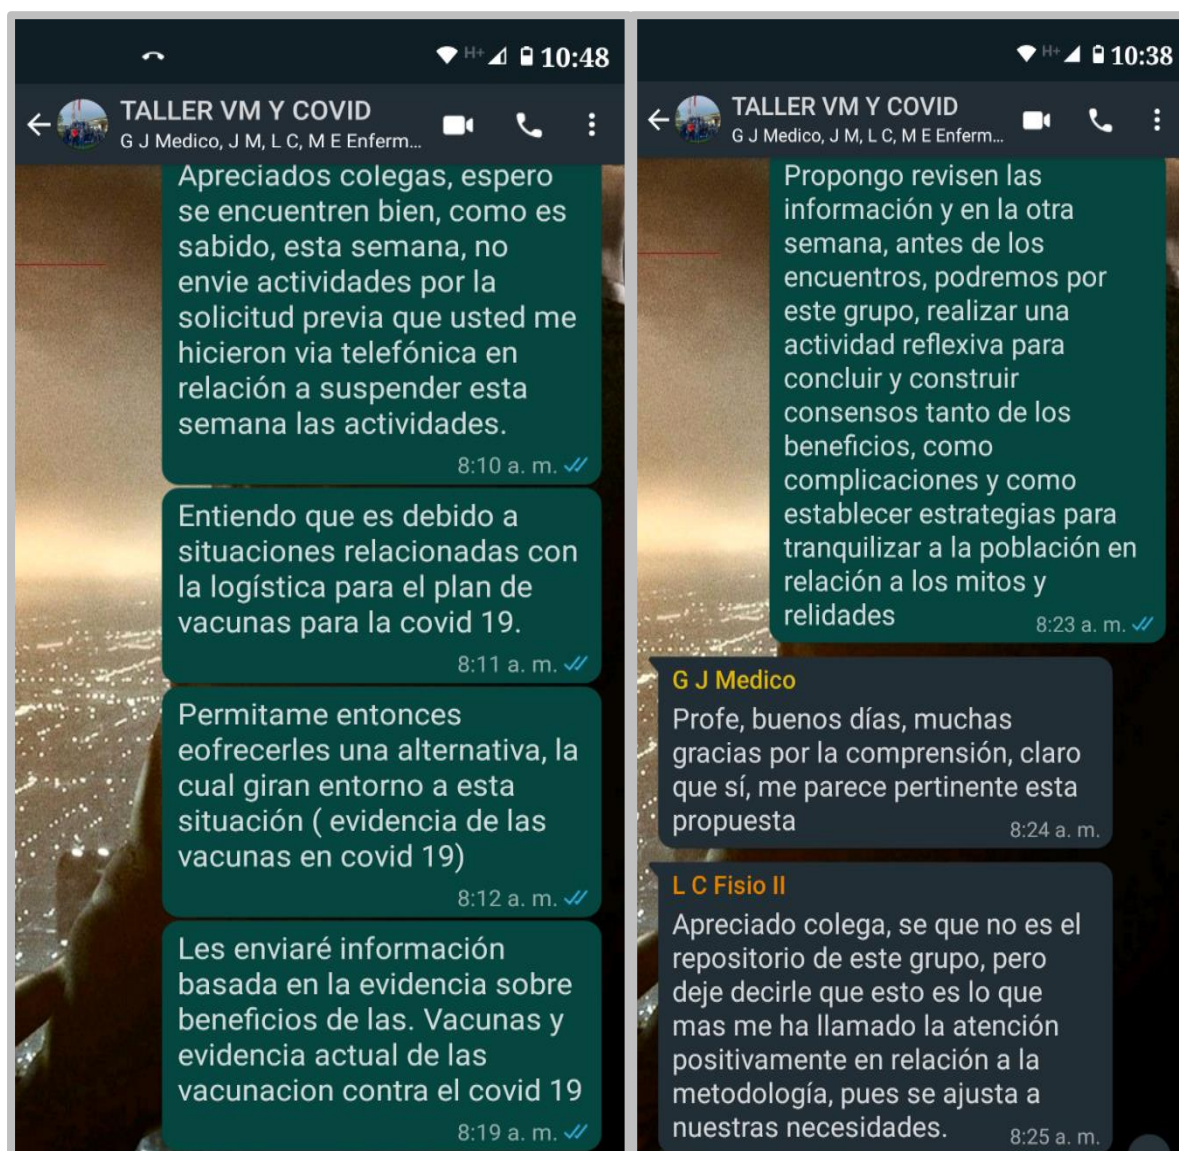 H+ 10:48
TALLER VM Y COVID
G J Medico, J M, L C, M E Enferm...
Apreciados colegas, espero
se encuentren bien, como es
sabido, esta semana, no
envie actividades por la
solicitud previa que usted me
hicieron via telefónica en
relación a suspender esta
semana las actividades.
8:10 a. m.
Entiendo que es debido a
situaciones relacionadas con
la logística para el plan de
vacunas para la covid 19.
8:11 a. m.
Permitame entonces
eofrecerles una alternativa, la
cual giran entorno a esta
situación ( evidencia de las
vacunas en covid 19)
8:12 a. m.
Les enviaré información
basada en la evidencia sobre
beneficios de las. Vacunas y
evidencia actual de las
vacunacion contra el covid 19
8:19 a. m.
H+ 10:38
TALLER VM Y COVID
G J Medico, J M, L C, M E Enferm...
Propongo revisen las
información y en la otra
semana, antes de los
encuentros, podremos por
este grupo, realizar una
actividad reflexiva para
concluir y construir
consensos tanto de los
beneficios, como
complicaciones y como
establecer estrategias para
tranquilizar a la población en
relación a los mitos y
relidades
8:23 a. m.
G J Medico
Profe, buenos días, muchas
gracias por la comprensión, claro
que sí, me parece pertinente esta
propuesta
8:24 a. m.
L C Fisio II
Apreciado colega, se que no es el
repositorio de este grupo, pero
deje decirle que esto es lo que
mas me ha llamado la atención
positivamente en relación a la
metodología, pues se ajusta a
nuestras necesidades.
8:25 a. m.